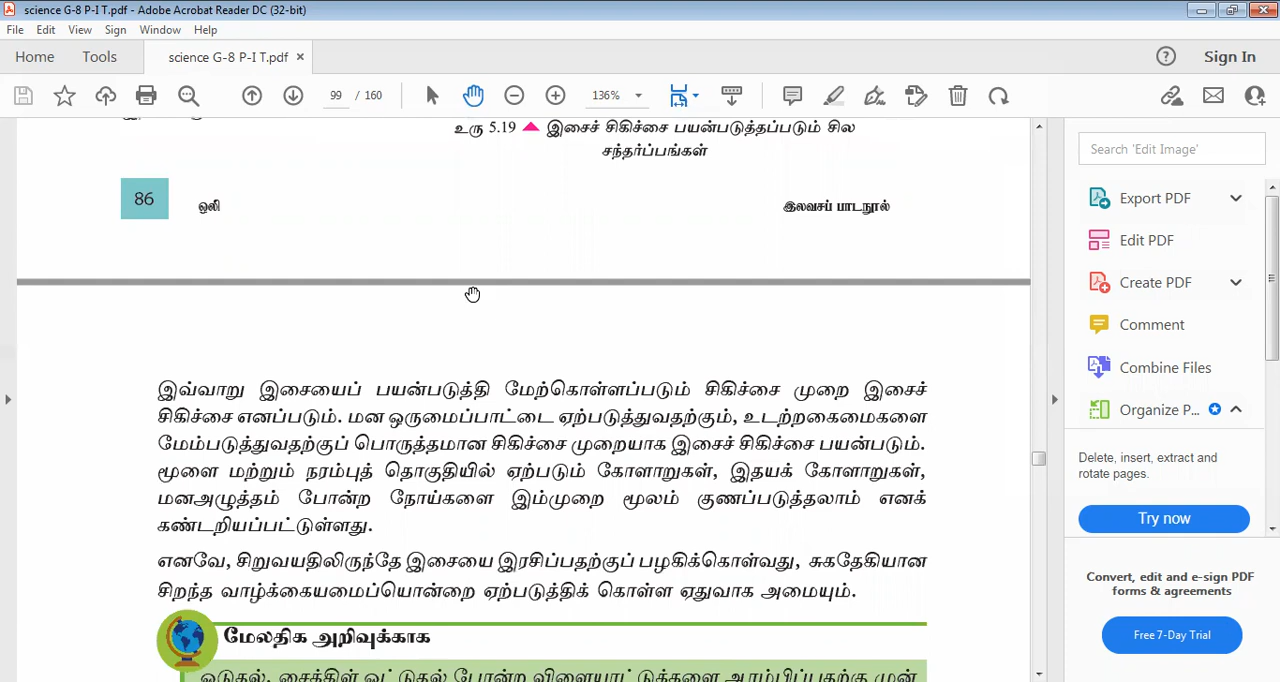 science G-8 P-I T.pdf - Adobe Acrobat Reader DC (32-bit)
File Edit View Sign Window Help
Home Tools science G-8 P-I T.pdf × Sign In
99 / 160 136%
உரு 5.19 இசைச் சிகிச்சை பயன்படுத்தப்படும் சில
சந்தர்ப்பங்கள்
86 ஒலி இலவசப் பாடநூல்
இவ்வாறு இசையைப் பயன்படுத்தி மேற்கொள்ளப்படும் சிகிச்சை முறை இசைச்
சிகிச்சை எனப்படும். மன ஒருமைப்பாட்டை ஏற்படுத்துவதற்கும், உடற்றகைமைகளை
மேம்படுத்துவதற்குப் பொருத்தமான சிகிச்சை முறையாக இசைச் சிகிச்சை பயன்படும்.
மூளை மற்றும் நரம்புத் தொகுதியில் ஏற்படும் கோளாறுகள், இதயக் கோளாறுகள்,
மனஅழுத்தம் போன்ற நோய்களை இம்முறை மூலம் குணப்படுத்தலாம் எனக்
கண்டறியப்பட்டுள்ளது.
எனவே, சிறுவயதிலிருந்தே இசையை இரசிப்பதற்குப் பழகிக்கொள்வது, சுகதேகியான
சிறந்த வாழ்க்கையமைப்யொன்றை ஏற்படுத்திக் கொள்ள ஏதுவாக அமையும்.
மேலதிக அறிவுக்காக
ஓடுதல், சைக்கிள் ஓட்டுதல் போன்ற விளையாட்டுக்களை ஆரம்பிப்பதற்கு முன்
Search 'Edit Image'
Export PDF
Edit PDF
Create PDF
Comment
Combine Files
Organize P...
Delete, insert, extract and
rotate pages.
Try now
Convert, edit and e-sign PDF
forms & agreements
Free 7-Day Trial